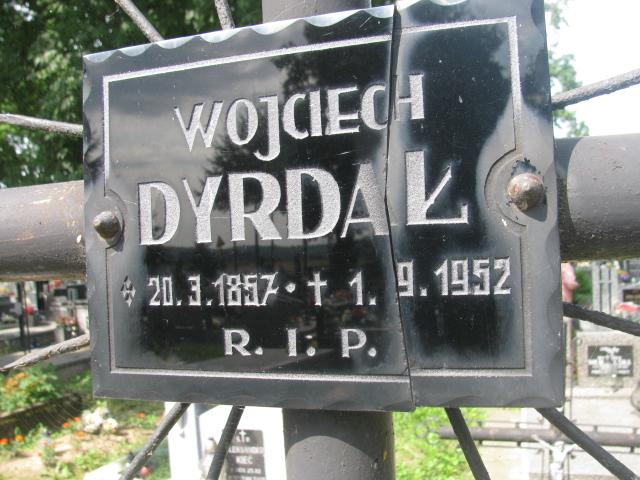 WOJCIECH
DYRDAŁ
20.3.1857 · † 1.9.1952
R. I. P.